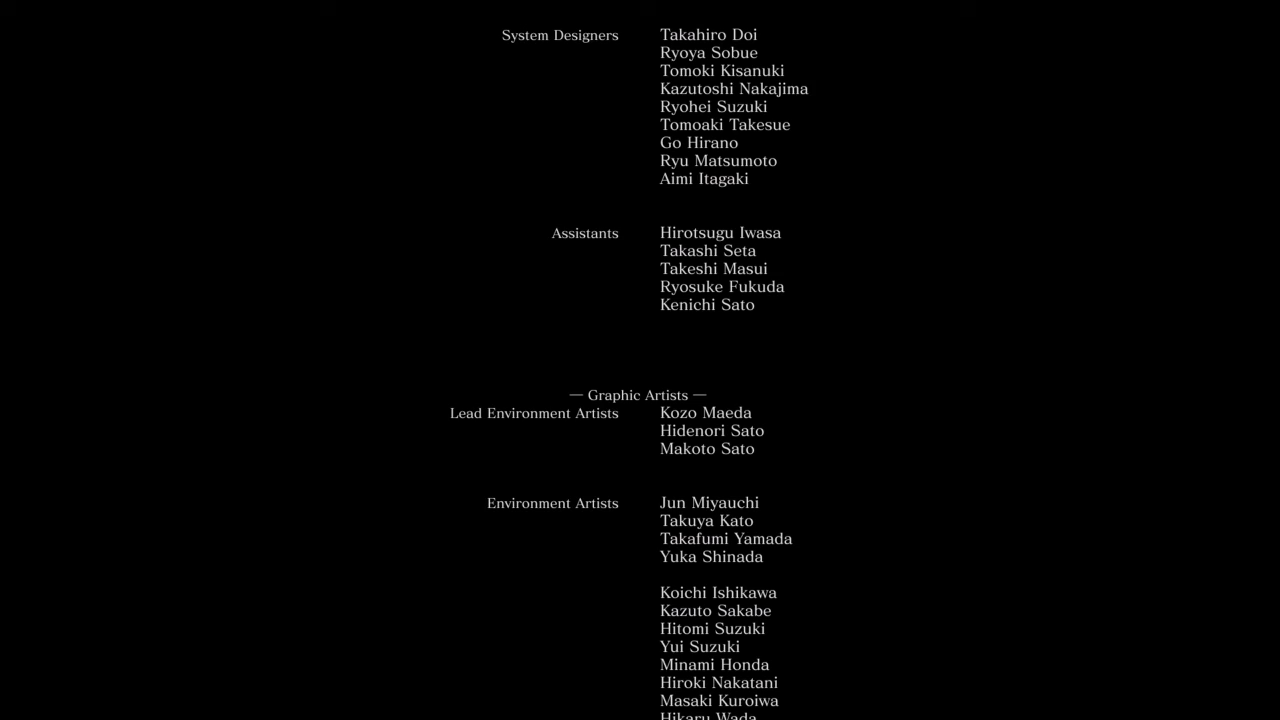 System Designers Takahiro Doi
Ryoya Sobue
Tomoki Kisanuki
Kazutoshi Nakajima
Ryohei Suzuki
Tomoaki Takesue
Go Hirano
Ryu Matsumoto
Aimi Itagaki
Assistants Hirotsugu Iwasa
Takashi Seta
Takeshi Masui
Ryosuke Fukuda
Kenichi Sato
— Graphic Artists —
Lead Environment Artists Kozo Maeda
Hidenori Sato
Makoto Sato
Environment Artists Jun Miyauchi
Takuya Kato
Takafumi Yamada
Yuka Shinada
Koichi Ishikawa
Kazuto Sakabe
Hitomi Suzuki
Yui Suzuki
Minami Honda
Hiroki Nakatani
Masaki Kuroiwa
Hikaru Wada